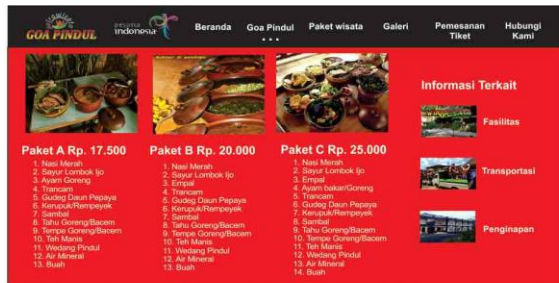 GOA PINDUL
pesona
indonesia
Beranda
Goa Pindul
Paket wisata
Galeri
Pemesanan
Tiket
Hubungi
Kami
Paket A Rp. 17.500
1. Nasi Merah
2. Sayur Lombok Ijo
3. Ayam Goreng
4. Trancam
5. Gudeg Daun Pepaya
6. Kerupuk/Rempeyek
7. Sambal
8. Tahu Goreng/Bacem
9. Tempe Goreng/Bacem
10. Teh Manis
11. Wedang Pindul
12. Air Mineral
13. Buah
Paket B Rp. 20.000
1. Nasi Merah
2. Sayur Lombok Ijo
3. Empal
4. Trancam
5. Gudeg Daun Pepaya
6. Kerupuk/Rempeyek
7. Sambal
8. Tahu Goreng/Bacem
9. Tempe Goreng/Bacem
10. Teh Manis
11. Wedang Pindul
12. Air Mineral
13. Buah
Paket C Rp. 25.000
1. Nasi Merah
2. Sayur Lombok Ijo
3. Empal
4. Ayam bakar/Goreng
5. Trancam
6. Gudeg Daun Pepaya
7. Kerupuk/Rempeyek
8. Sambal
9. Tahu Goreng/Bacem
10. Tempe Goreng/Bacem
11. Teh Manis
12. Wedang Pindul
13. Air Mineral
14. Buah
Informasi Terkait
Fasilitas
Transportasi
Penginapan